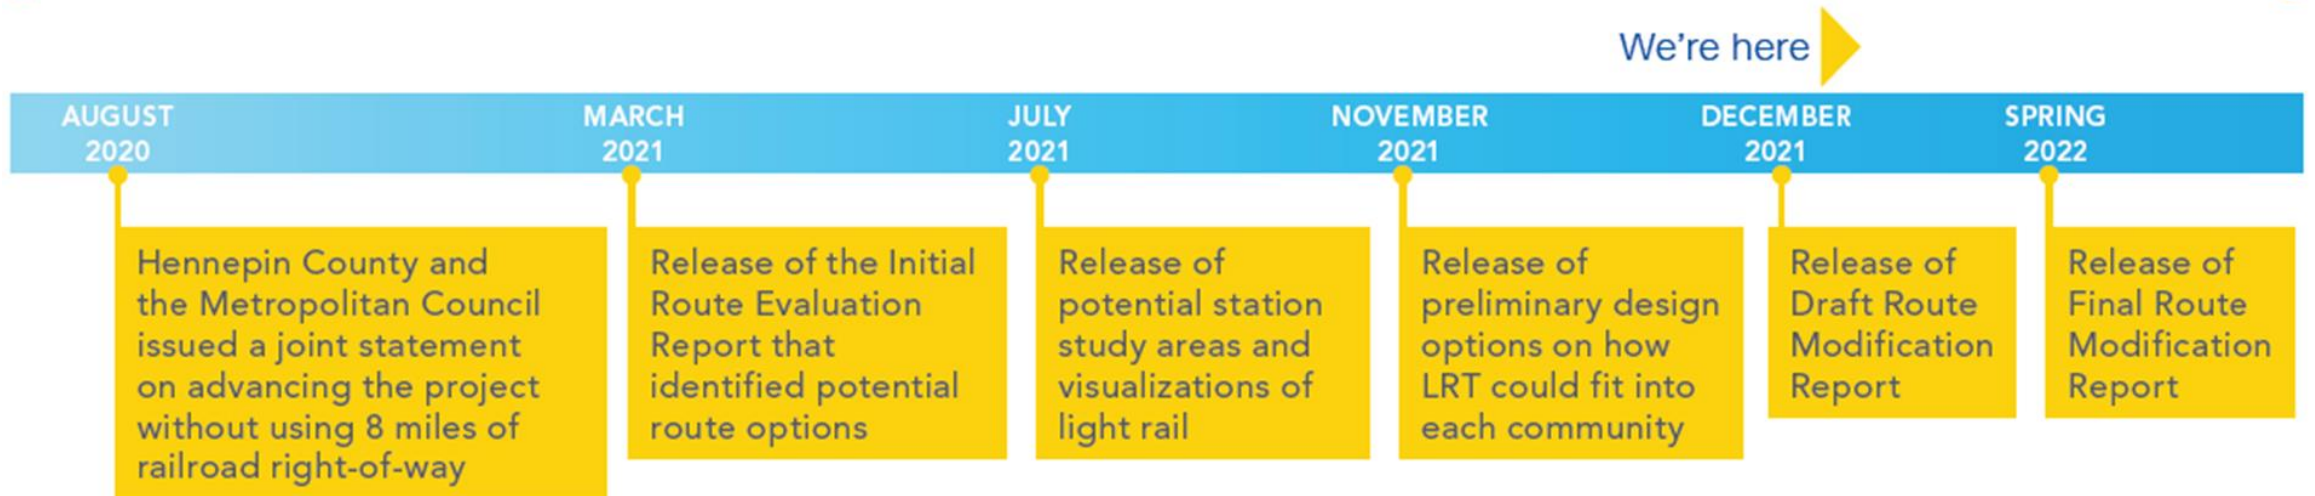 We're here
AUGUST
2020
MARCH
2021
JULY
2021
NOVEMBER
2021
DECEMBER
2021
SPRING
2022
Hennepin County and
the Metropolitan Council
issued a joint statement
on advancing the project
without using 8 miles of
railroad right-of-way
Release of the Initial
Route Evaluation
Report that
identified potential
route options
Release of
potential station
study areas and
visualizations of
light rail
Release of
preliminary design
options on how
LRT could fit into
each community
Release of
Draft Route
Modification
Report
Release of
Final Route
Modification
Report